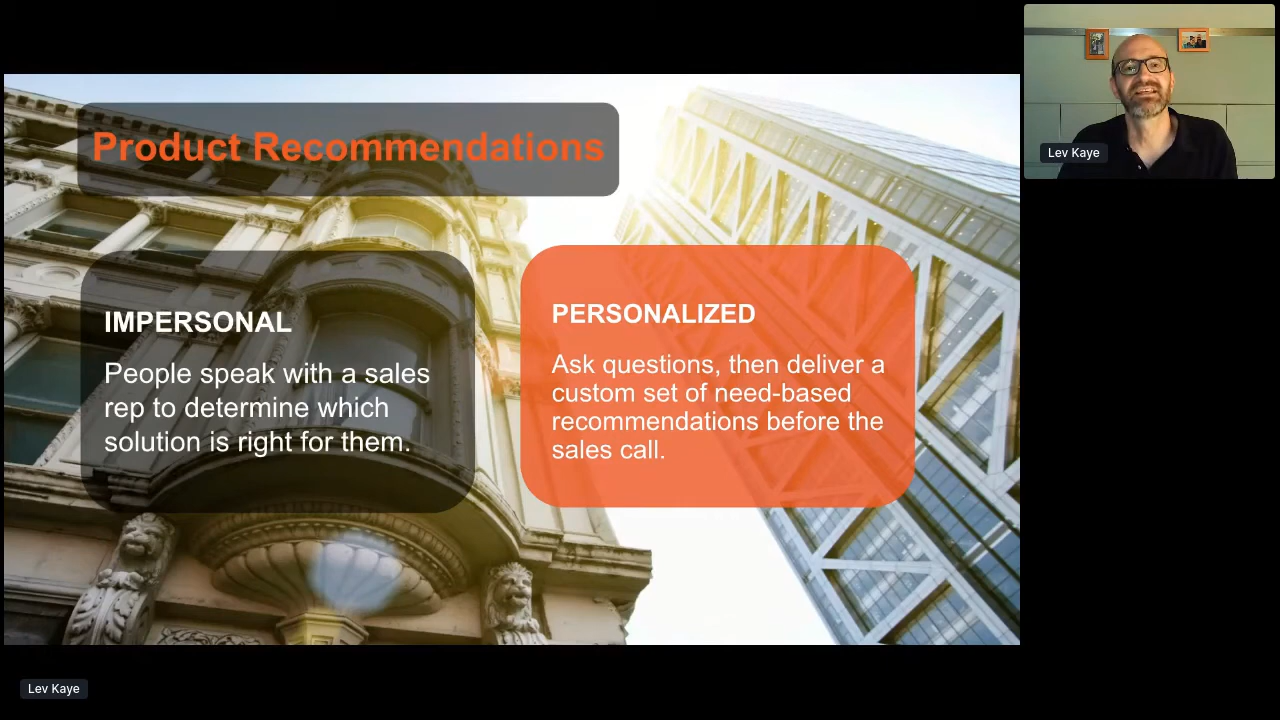 Product Recommendations
IMPERSONAL
People speak with a sales
rep to determine which
solution is right for them.
PERSONALIZED
Ask questions, then deliver a
custom set of need-based
recommendations before the
sales call.
Lev Kaye
Lev Kaye